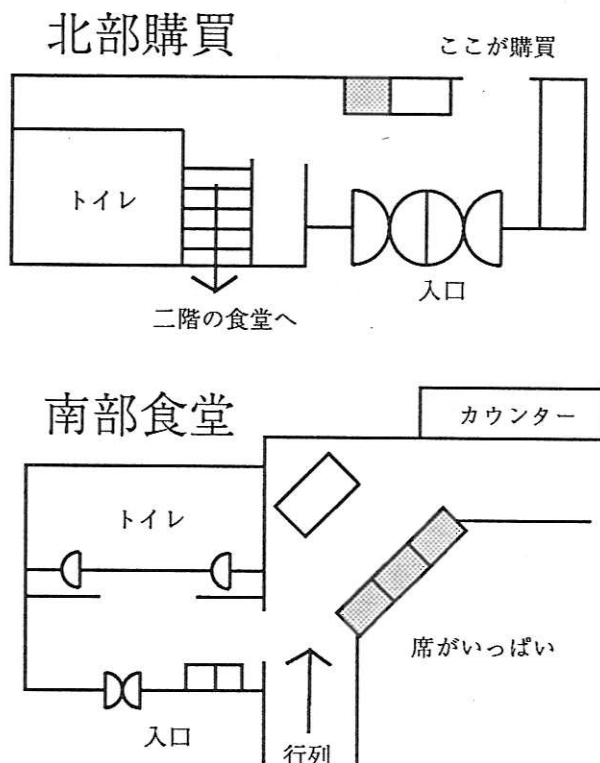 北部購買
ここが購買
トイレ
入口
二階の食堂へ
南部食堂
カウンター
トイレ
席がいっぱい
入口
行列